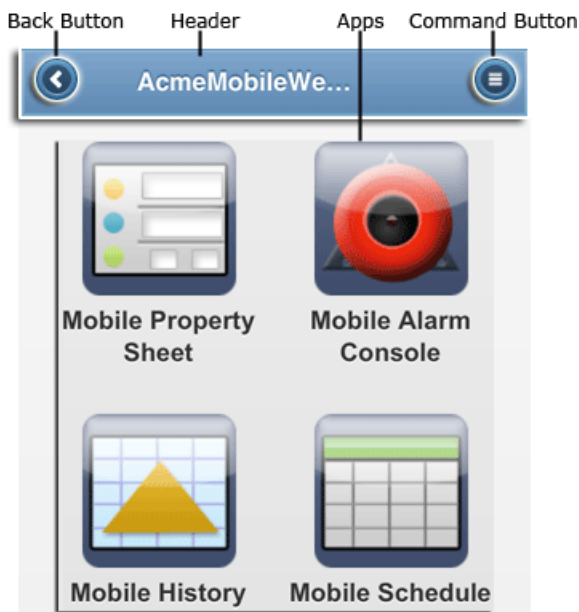 Back Button Header Apps Command Button
AcmeMobileWe...
Mobile Property Sheet
Mobile Alarm Console
Mobile History
Mobile Schedule